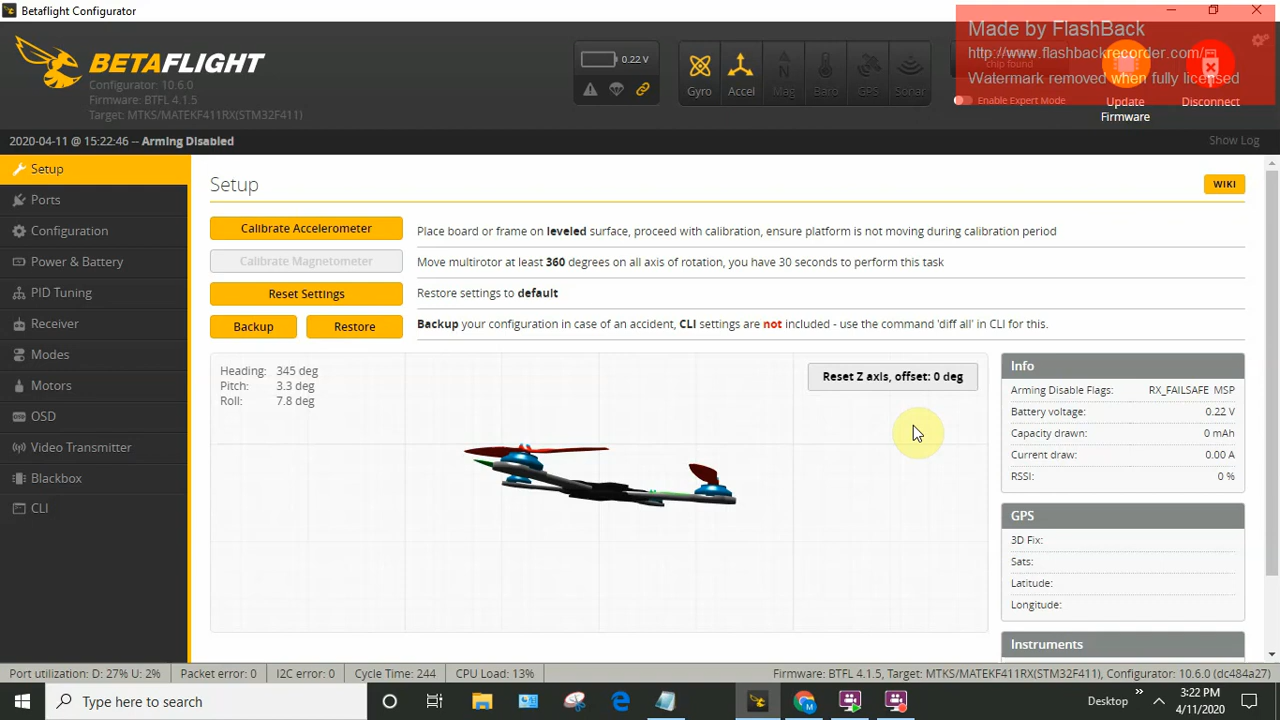 Betaflight Configurator
Made by FlashBack
http://www.flashbackrecorder.com/
chip found
Watermark removed when fully licensed
BETAFLIGHT
Configurator: 10.6.0
Firmware: BTFL 4.1.5
Target: MTKS/MATEKF411RX(STM32F411)
0.22 V
Gyro
Accel
Mag
Baro
GPS
Sonar
Enable Expert Mode
Update
Firmware
Disconnect
2020-04-11 @ 15:22:46 -- Arming Disabled
Show Log
Setup
Ports
Configuration
Power & Battery
PID Tuning
Receiver
Modes
Motors
OSD
Video Transmitter
Blackbox
CLI
Setup
WIKI
Calibrate Accelerometer
Place board or frame on leveled surface, proceed with calibration, ensure platform is not moving during calibration period
Calibrate Magnetometer
Move multirotor at least 360 degrees on all axis of rotation, you have 30 seconds to perform this task
Reset Settings
Restore settings to default
Backup
Restore
Backup your configuration in case of an accident, CLI settings are not included - use the command 'diff all' in CLI for this.
Heading: 345 deg
Pitch: 3.3 deg
Roll: 7.8 deg
Reset Z axis, offset: 0 deg
Info
Arming Disable Flags: RX_FAILSAFE MSP
Battery voltage: 0.22 V
Capacity drawn: 0 mAh
Current draw: 0.00 A
RSSI: 0 %
GPS
3D Fix:
Sats:
Latitude:
Longitude:
Instruments
Port utilization: D: 27% U: 2%
Packet error: 0
I2C error: 0
Cycle Time: 244
CPU Load: 13%
Firmware: BTFL 4.1.5, Target: MTKS/MATEKF411RX(STM32F411), Configurator: 10.6.0 (dc484a27)
Type here to search
Desktop
3:22 PM
4/11/2020